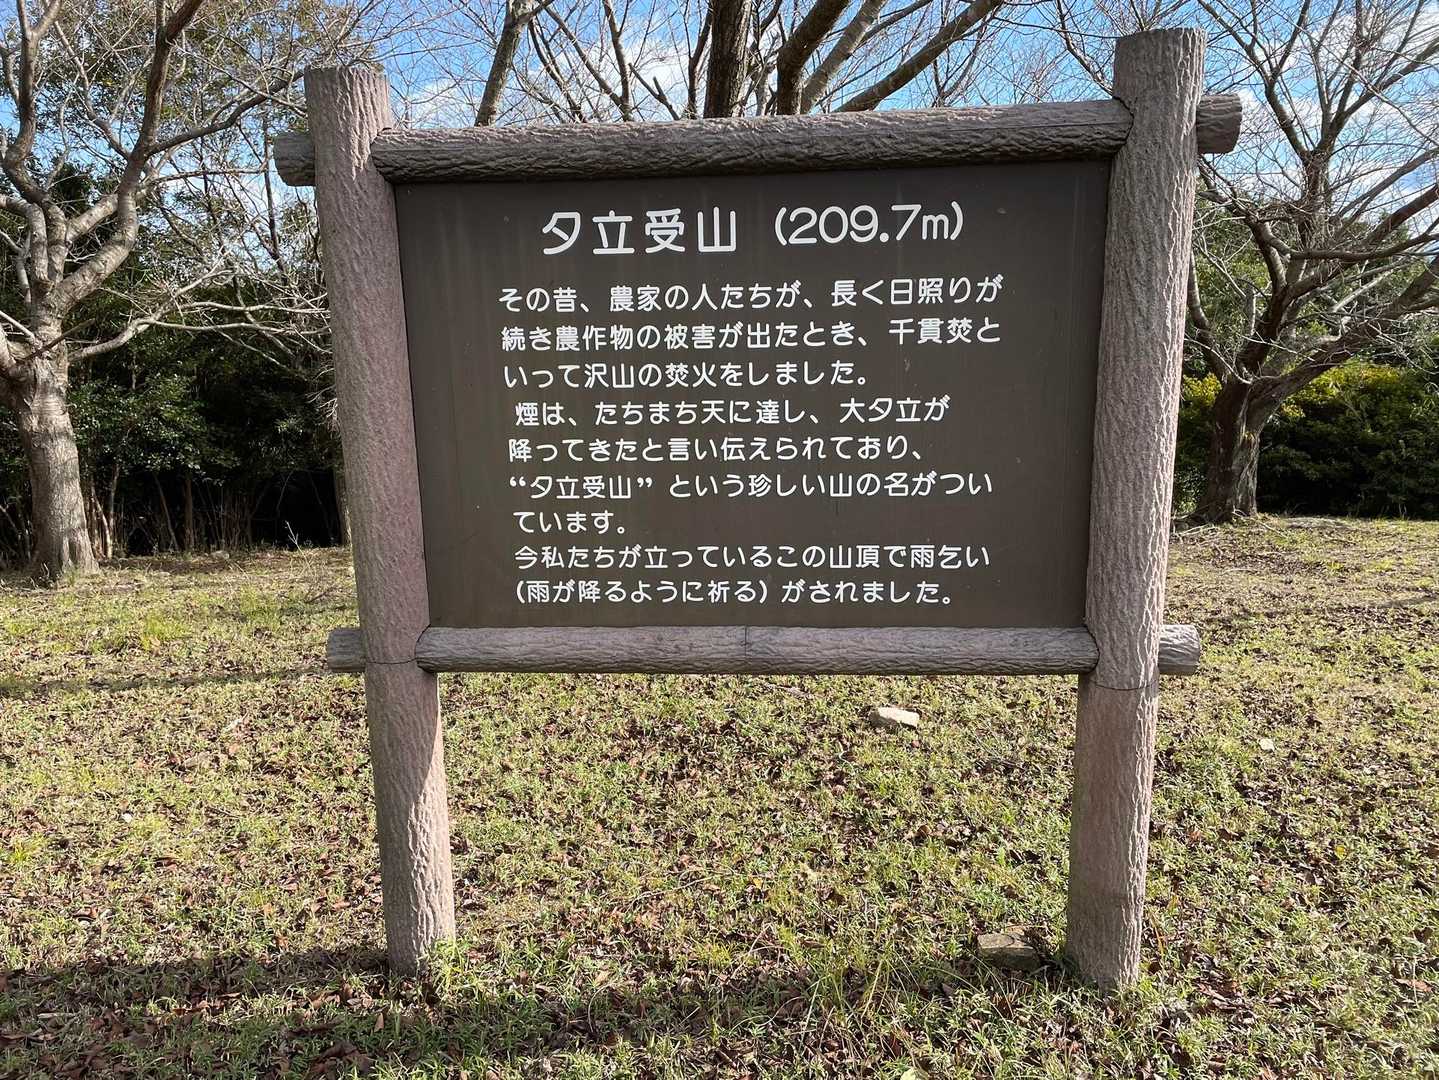 夕立受山 (209.7m)
その昔、農家の人たちが、長く日照りが
続き農作物の被害が出たとき、千貫焚と
いって沢山の焚火をしました。
煙は、たちまち天に達し、大夕立が
降ってきたと言い伝えられており、
“夕立受山”という珍しい山の名がつい
ています。
今私たちが立っているこの山頂で雨乞い
(雨が降るように祈る)がされました。